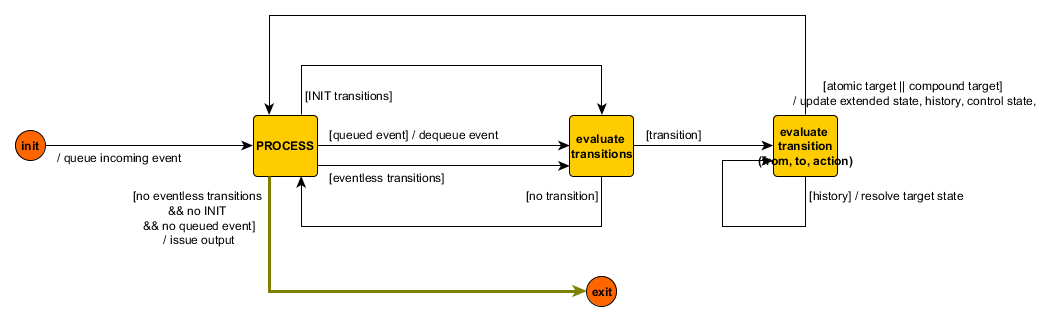 [atomic target || compound target]
/ update extended state, history, control state,
[INIT transitions]
init
/ queue incoming event
PROCESS
[queued event] / dequeue event
[eventless transitions]
evaluate
transitions
[transition]
evaluate
transition
(from, to, action)
[no eventless transitions
&& no INIT
&& no queued event]
/ issue output
[no transition]
[history] / resolve target state
exit